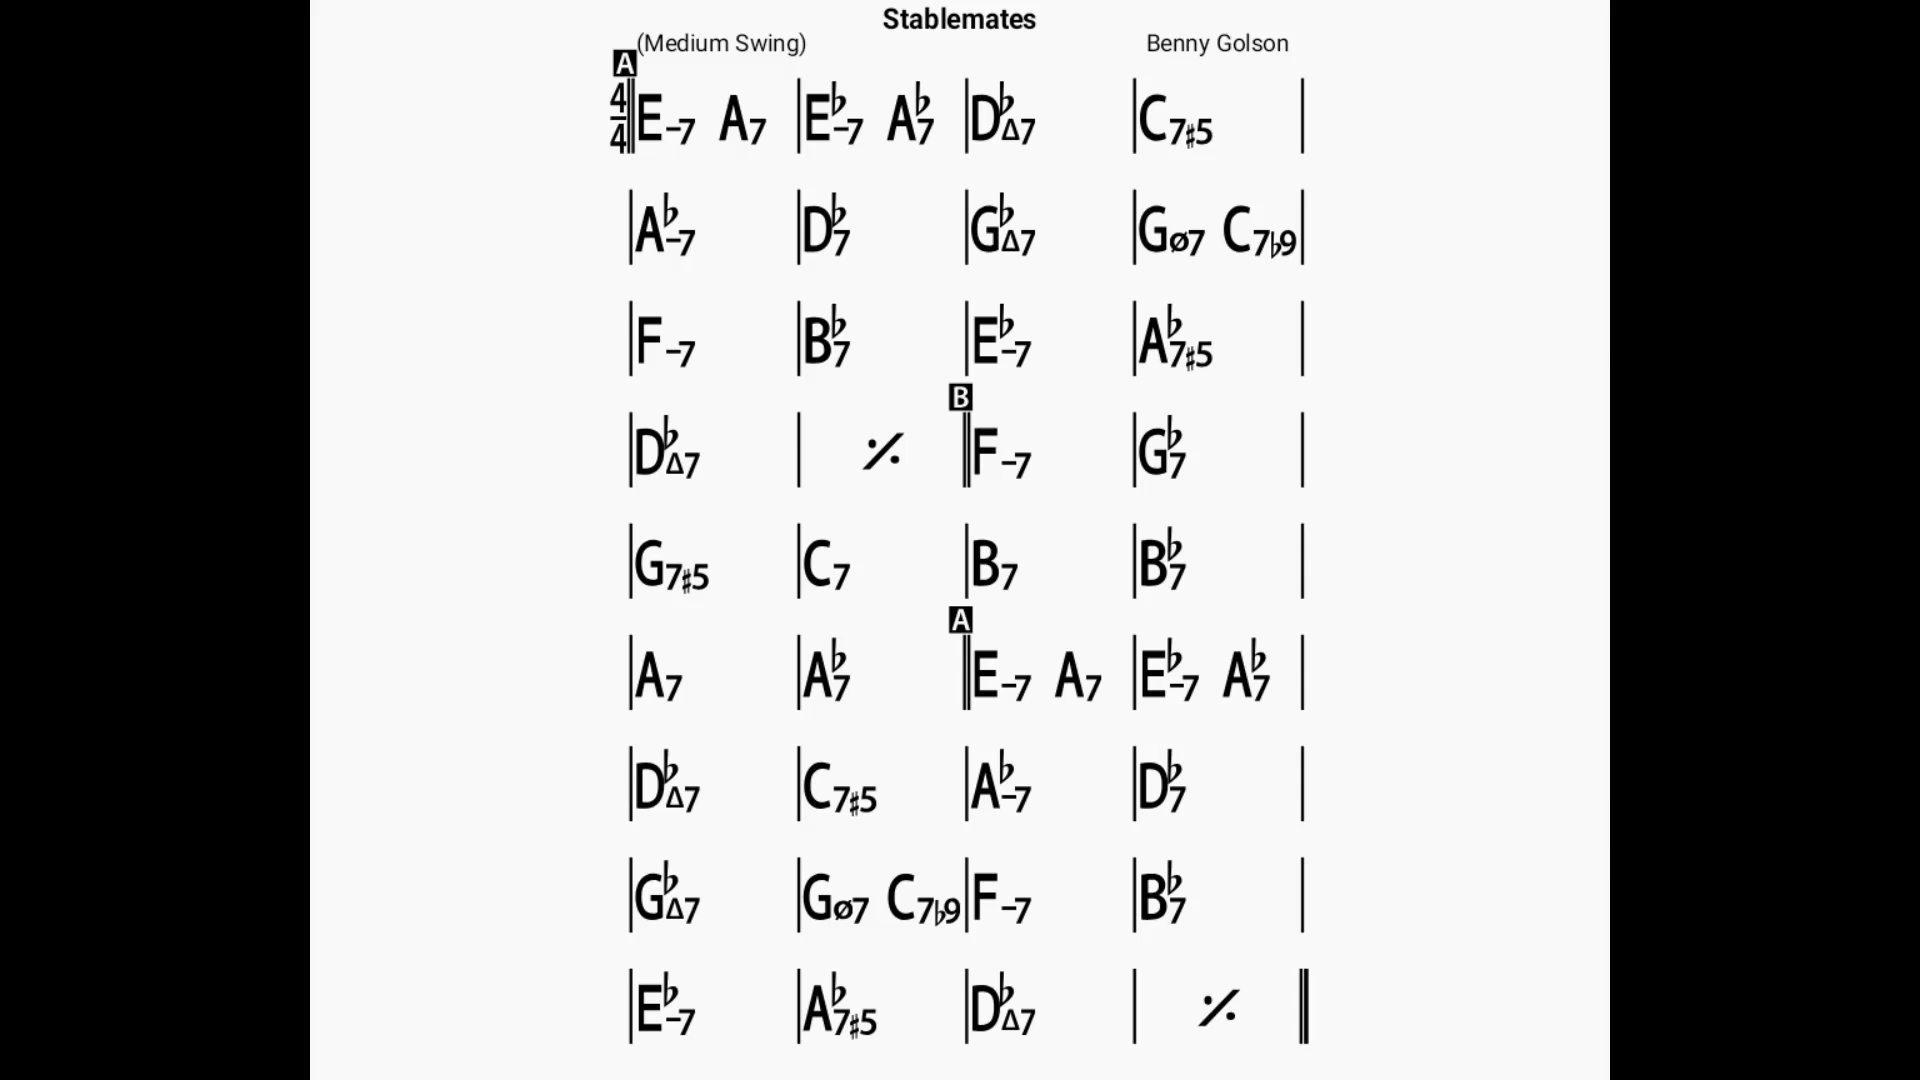 Stablemates
(Medium Swing) Benny Golson
A
4/4 E-7 A7 | E♭-7 A♭7 | D♭Δ7 | C7♯5 |
| A♭-7 | D♭7 | G♭Δ7 | Gø7 C7♭9 |
| F-7 | B♭7 | E♭-7 | A♭7♯5 |
B
| D♭Δ7 | 𝄎 || F-7 | G♭7 |
| G7♯5 | C7 | B7 | B♭7 |
A
| A7 | A♭7 || E-7 A7 | E♭-7 A♭7 |
| D♭Δ7 | C7♯5 | A♭-7 | D♭7 |
| G♭Δ7 | Gø7 C7♭9 | F-7 | B♭7 |
| E♭-7 | A♭7♯5 | D♭Δ7 | 𝄎 ||